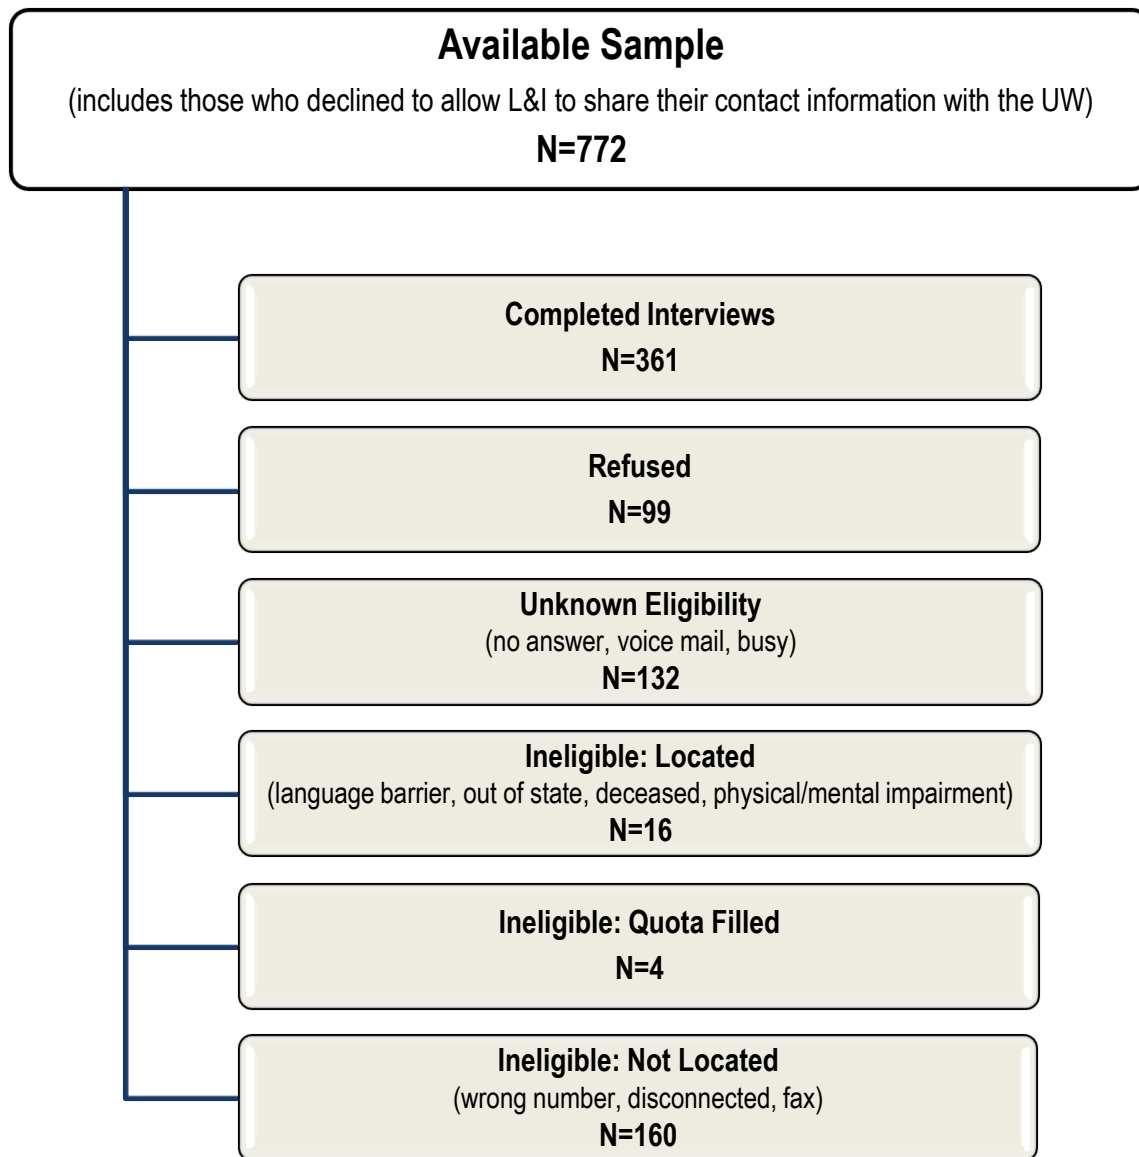 Available Sample
(includes those who declined to allow L&I to share their contact information with the UW)
N=772
Completed Interviews
N=361
Refused
N=99
Unknown Eligibility
(no answer, voice mail, busy)
N=132
Ineligible: Located
(language barrier, out of state, deceased, physical/mental impairment)
N=16
Ineligible: Quota Filled
N=4
Ineligible: Not Located
(wrong number, disconnected, fax)
N=160